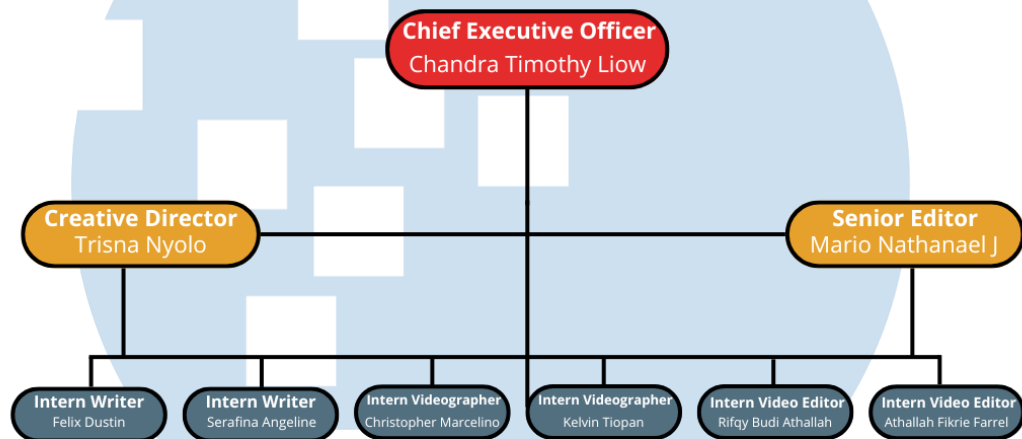 Chief Executive Officer
Chandra Timothy Liow
Creative Director
Trisna Nyolo
Senior Editor
Mario Nathanael J
Intern Writer
Felix Dustin
Intern Writer
Serafina Angeline
Intern Videographer
Christopher Marcelino
Intern Videographer
Kelvin Tiopan
Intern Video Editor
Rifqy Budi Athallah
Intern Video Editor
Athallah Fikrie Farrel